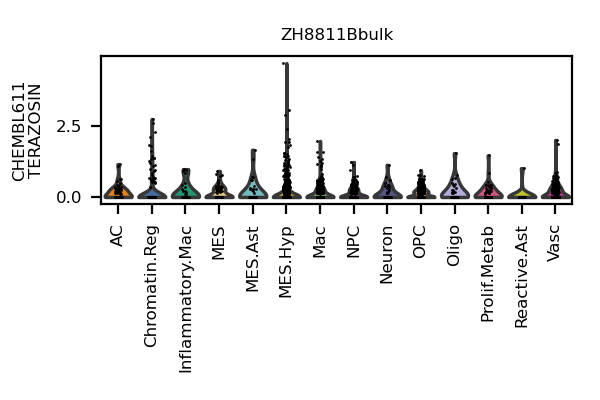 ZH8811Bbulk
CHEMBL611
TERAZOSIN
2.5
0.0
AC
Chromatin.Reg
Inflammatory.Mac
MES
MES.Ast
MES.Hyp
Mac
NPC
Neuron
OPC
Oligo
Prolif.Metab
Reactive.Ast
Vasc